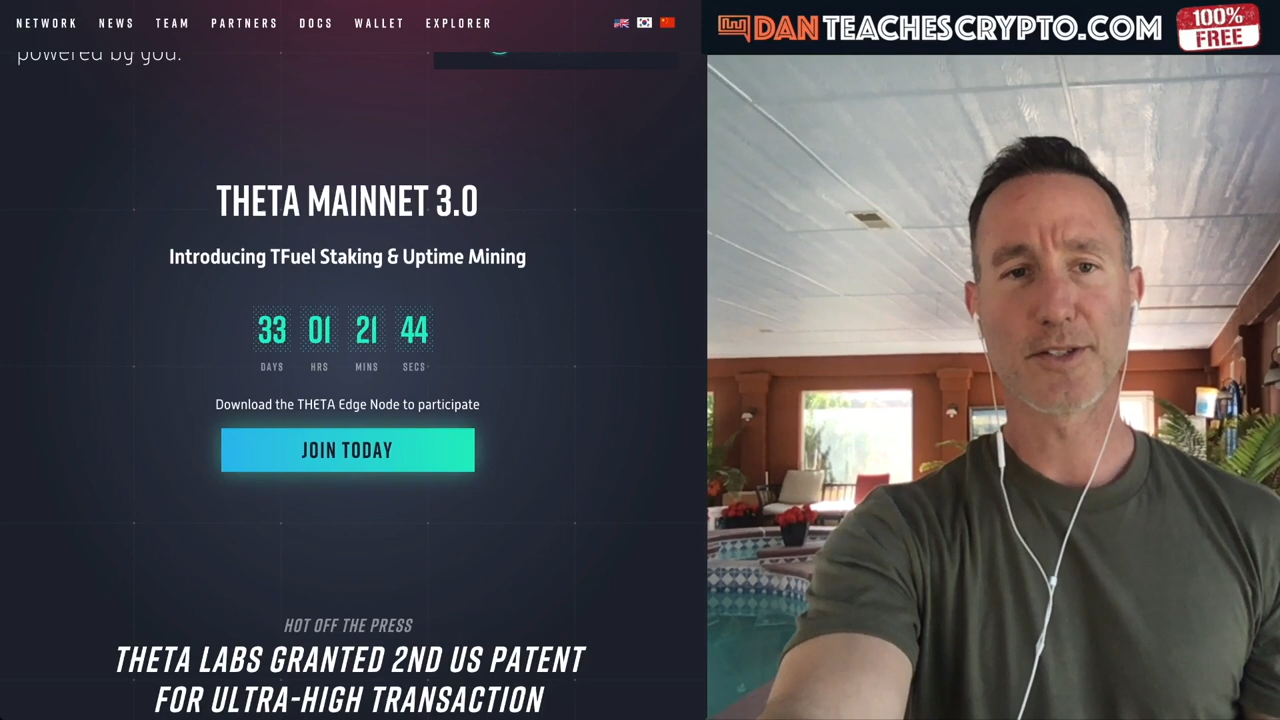 NETWORK NEWS TEAM PARTNERS DOCS WALLET EXPLORER
DANTEACHESCRYPTO.COM
100%
FREE
powered by you.
THETA MAINNET 3.0
Introducing TFuel Staking & Uptime Mining
33 01 21 44
DAYS HRS MINS SECS
Download the THETA Edge Node to participate
JOIN TODAY
HOT OFF THE PRESS
THETA LABS GRANTED 2ND US PATENT
FOR ULTRA-HIGH TRANSACTION